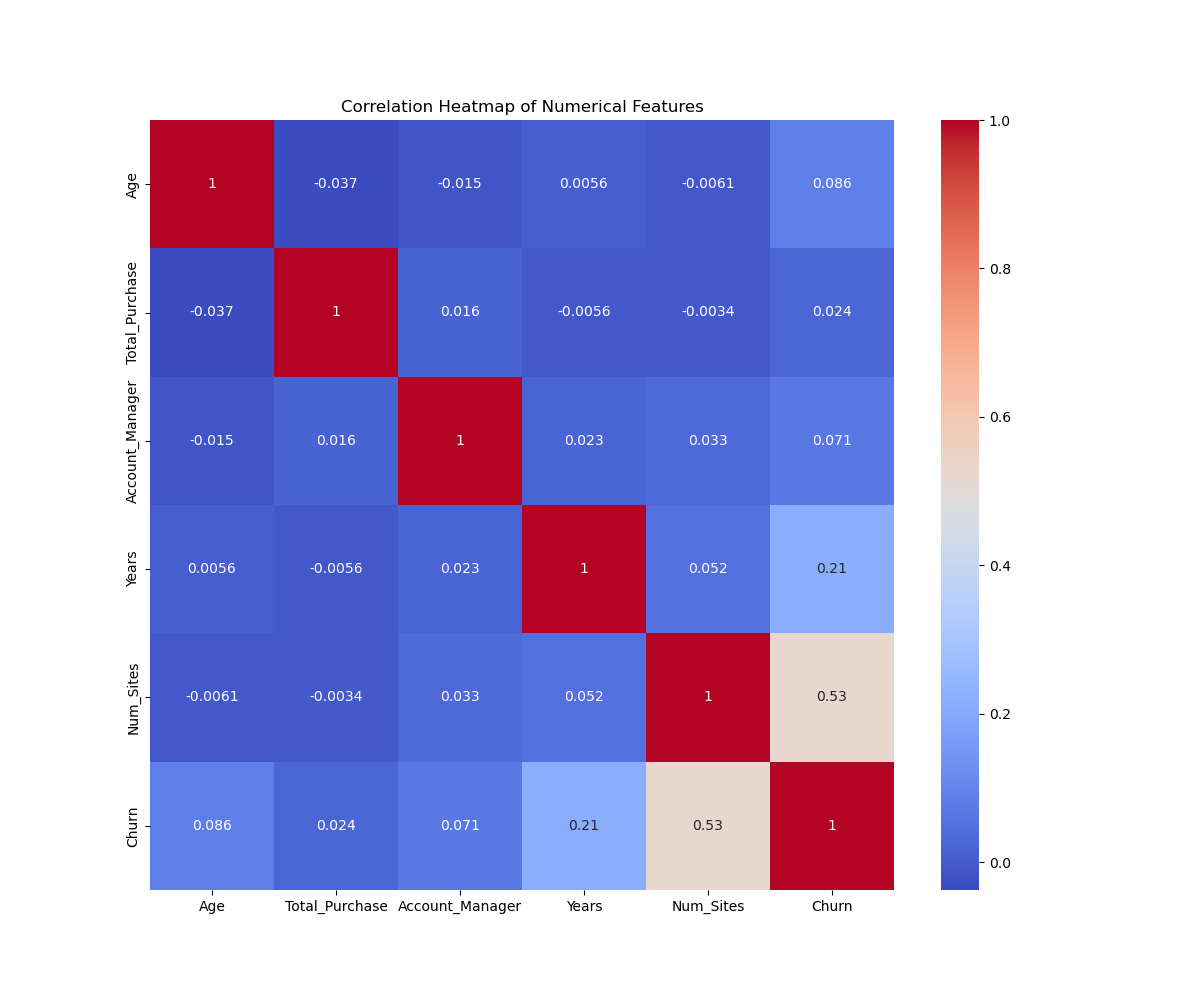 Correlation Heatmap of Numerical Features
Age 1 -0.037 -0.015 0.0056 -0.0061 0.086
Total_Purchase -0.037 1 0.016 -0.0056 -0.0034 0.024
Account_Manager -0.015 0.016 1 0.023 0.033 0.071
Years 0.0056 -0.0056 0.023 1 0.052 0.21
Num_Sites -0.0061 -0.0034 0.033 0.052 1 0.53
Churn 0.086 0.024 0.071 0.21 0.53 1
Age Total_Purchase Account_Manager Years Num_Sites Churn
1.0
0.8
0.6
0.4
0.2
0.0